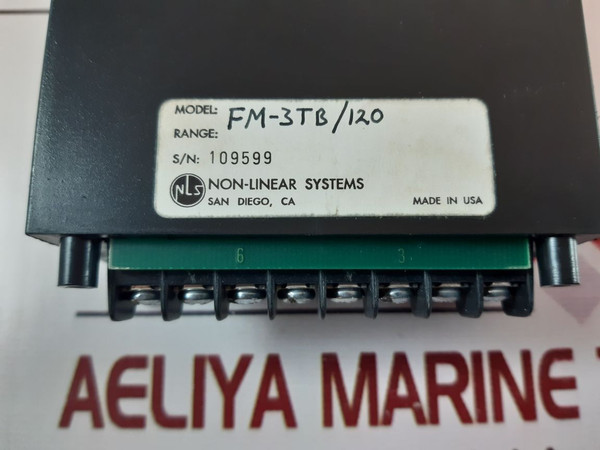 MODEL: FM-3TB/120
RANGE:
S/N: 109599
NLS NON-LINEAR SYSTEMS
SAN DIEGO, CA MADE IN USA
6 3
AELIYA MARINE